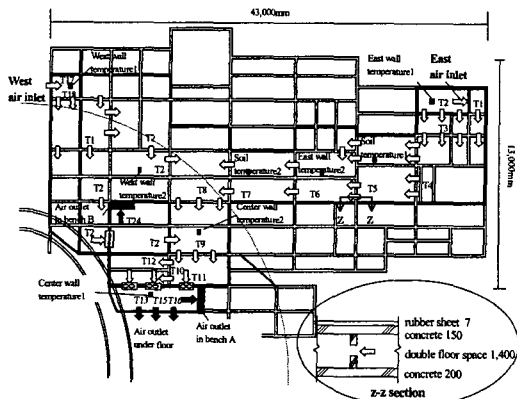 43,000mm
West wall
temperature1
East wall
temperature1
East
air inlet
West
air inlet
T17
T18
T2
T1
T3
13,000mm
Soil
temperature1
T1
T2
T2
Soil
temperature2
East wall
temperature2
T4
West wall
temperature2
T2
T8
T7
T6
T5
Air outlet
in bench B
T24
Center wall
temperature2
Z
Z
T2
T2
T9
T12
T10
T11
Center wall
temperature1
T13
T15
T16
Air outlet
under floor
Air outlet
in bench A
rubber sheet 7
concrete 150
double floor space 1,400
concrete 200
z-z section